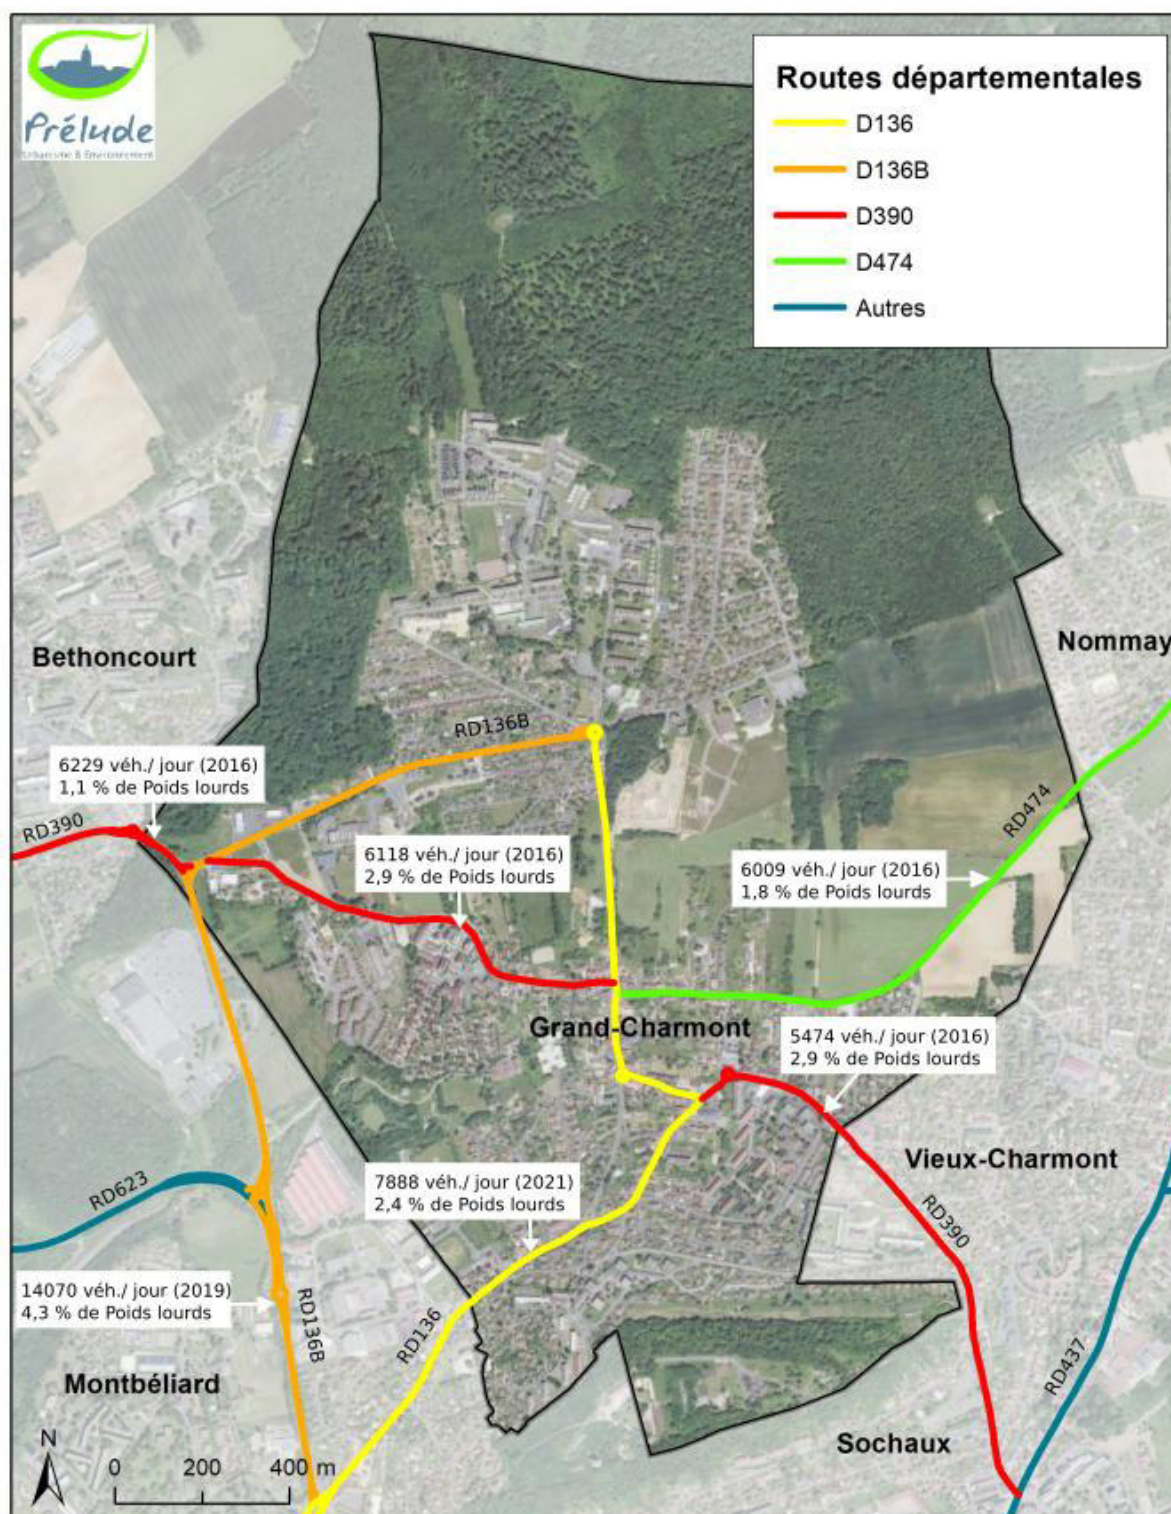 Prélude
Urbanisme & Environnement
Routes départementales
D136
D136B
D390
D474
Autres
Bethoncourt
Nommay
RD136B
6229 véh./ jour (2016)
1,1 % de Poids lourds
RD390
RD474
6118 véh./ jour (2016)
2,9 % de Poids lourds
6009 véh./ jour (2016)
1,8 % de Poids lourds
Grand-Charmont
5474 véh./ jour (2016)
2,9 % de Poids lourds
Vieux-Charmont
RD623
7888 véh./ jour (2021)
2,4 % de Poids lourds
RD390
14070 véh./ jour (2019)
4,3 % de Poids lourds
RD136B
RD136
RD437
Montbéliard
Sochaux
N
0 200 400 m